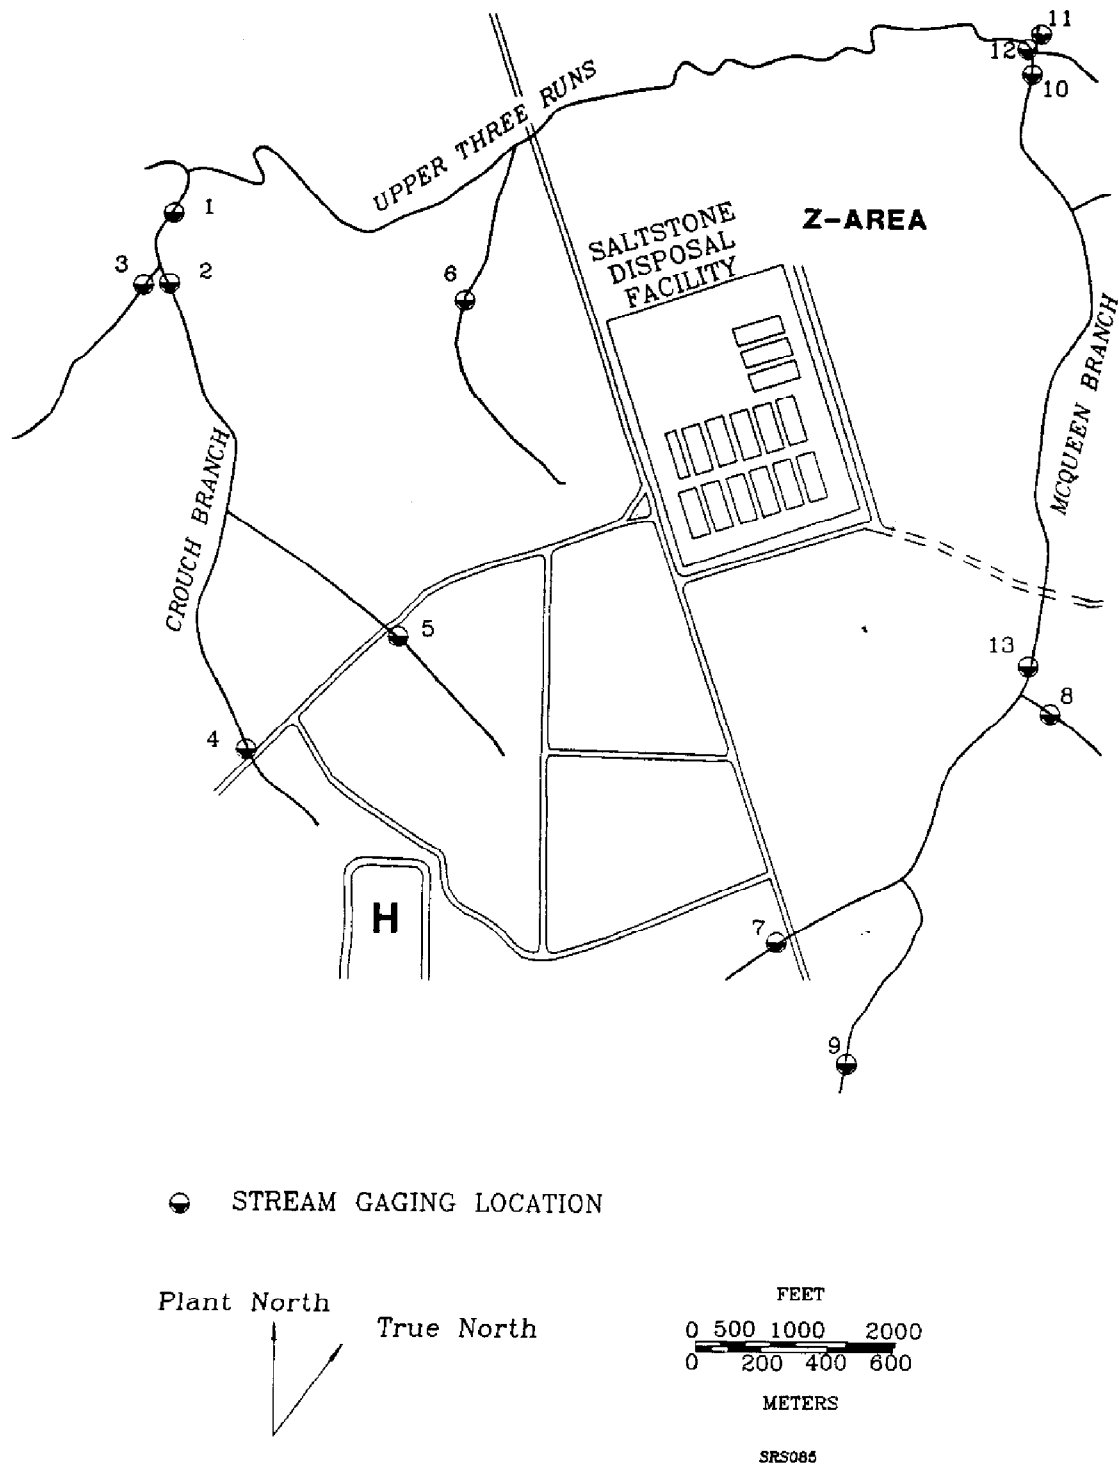 11
12
10
UPPER THREE RUNS
1
3
2
6
SALTSTONE
DISPOSAL
FACILITY
Z-AREA
MCQUEEN BRANCH
CROUCH BRANCH
5
4
13
8
H
7
9
STREAM GAGING LOCATION
Plant North
True North
FEET
0 500 1000 2000
0 200 400 600
METERS
SRS085